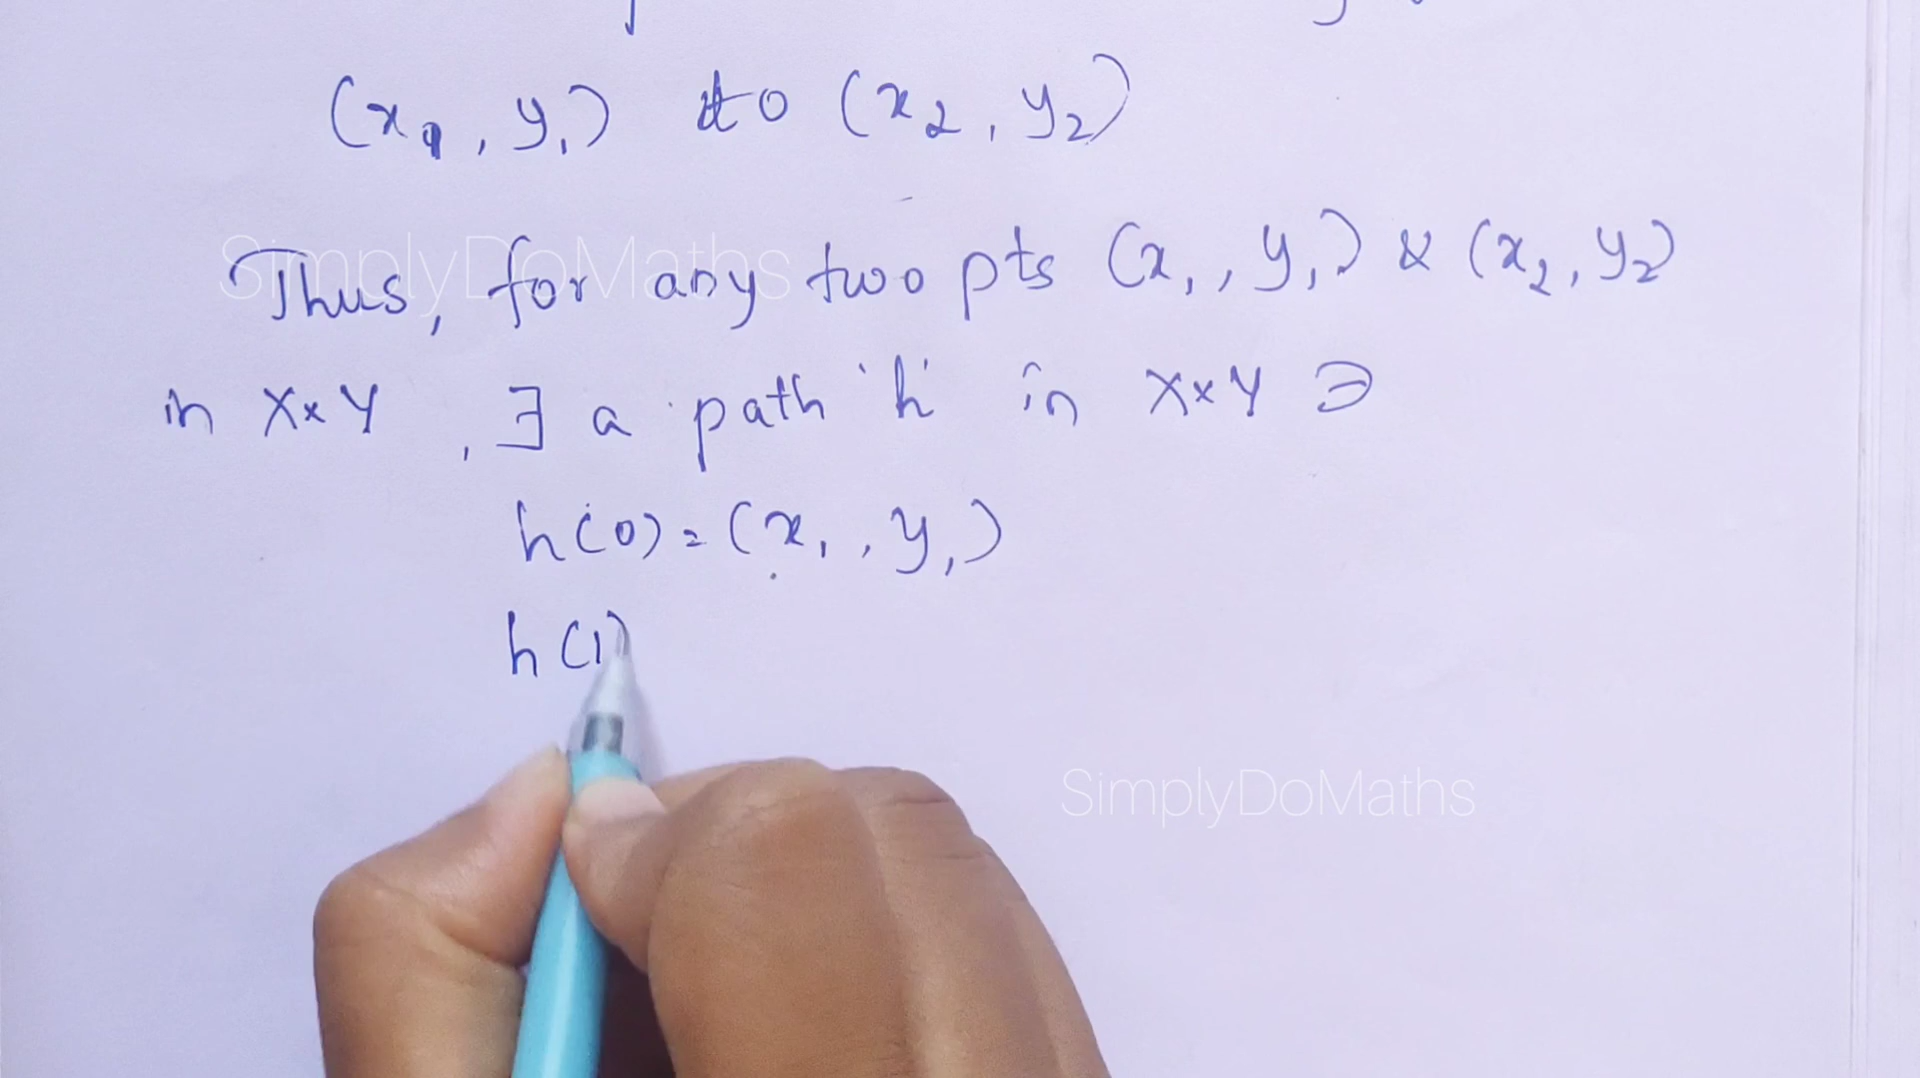 (x₁, y₁) to (x₂, y₂)
SimplyDoMaths
Thus, for any two pts (x₁, y₁) & (x₂, y₂)
in X×Y, ∃ a path 'h' in X×Y ∋
h(0) = (x₁, y₁)
h(1)
SimplyDoMaths